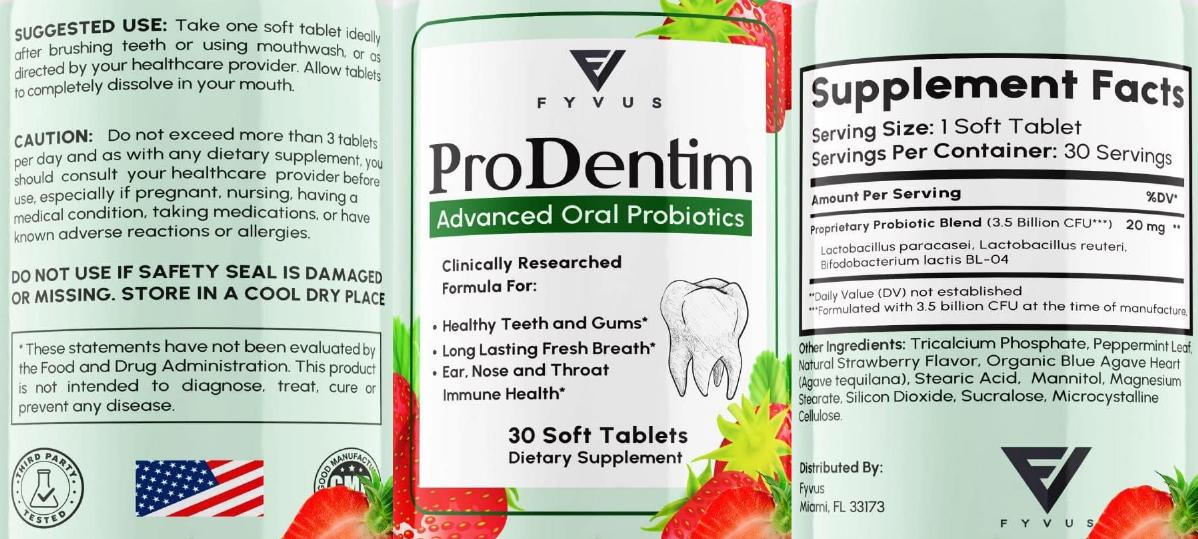 SUGGESTED USE: Take one soft tablet ideally
after brushing teeth or using mouthwash, or as
directed by your healthcare provider. Allow tablets
to completely dissolve in your mouth.
CAUTION: Do not exceed more than 3 tablets
per day and as with any dietary supplement, you
should consult your healthcare provider before
use, especially if pregnant, nursing, having a
medical condition, taking medications, or have
known adverse reactions or allergies.
DO NOT USE IF SAFETY SEAL IS DAMAGED
OR MISSING. STORE IN A COOL DRY PLACE
*These statements have not been evaluated by
the Food and Drug Administration. This product
is not intended to diagnose, treat, cure or
prevent any disease.
THIRD PARTY
TESTED
GOOD
GMP
FYVUS
ProDentim
Advanced Oral Probiotics
Clinically Researched
Formula For:
• Healthy Teeth and Gums*
• Long Lasting Fresh Breath*
• Ear, Nose and Throat
Immune Health*
30 Soft Tablets
Dietary Supplement
Supplement Facts
Serving Size: 1 Soft Tablet
Servings Per Container: 30 Servings
Amount Per Serving %DV*
Proprietary Probiotic Blend (3.5 Billion CFU***) 20 mg **
Lactobacillus paracasei, Lactobacillus reuteri,
Bifodobacterium lactis BL-04
**Daily Value (DV) not established
***Formulated with 3.5 billion CFU at the time of manufacture.
Other Ingredients: Tricalcium Phosphate, Peppermint Leaf,
Natural Strawberry Flavor, Organic Blue Agave Heart
(Agave tequilana), Stearic Acid, Mannitol, Magnesium
Stearate, Silicon Dioxide, Sucralose, Microcystalline
Cellulose.
Distributed By:
Fyvus
Miami, FL 33173
FYVUS